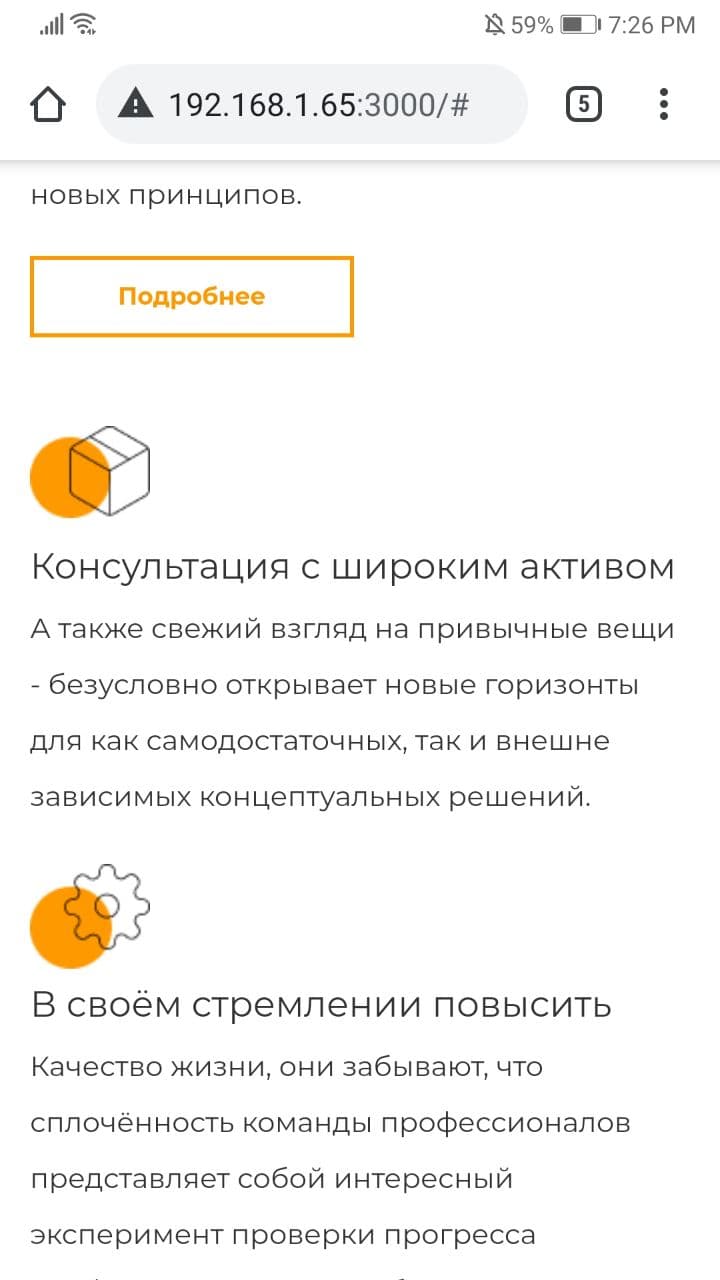 59% 7:26 PM
192.168.1.65:3000/#
5
новых принципов.
Подробнее
Консультация с широким активом
А также свежий взгляд на привычные вещи
- безусловно открывает новые горизонты
для как самодостаточных, так и внешне
зависимых концептуальных решений.
В своём стремлении повысить
Качество жизни, они забывают, что
сплочённость команды профессионалов
представляет собой интересный
эксперимент проверки прогресса